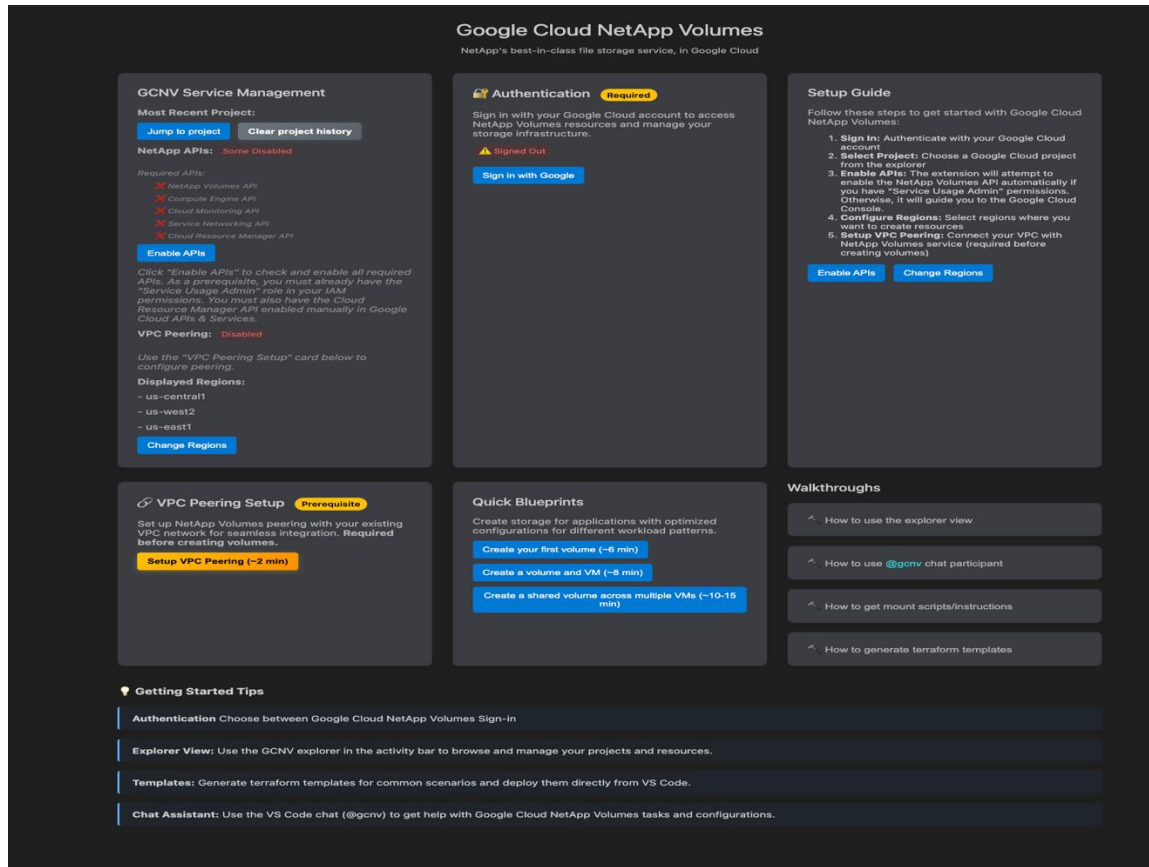 Google Cloud NetApp Volumes
NetApp's best-in-class file storage service, in Google Cloud
GCNV Service Management
Most Recent Project:
Jump to project
Clear project history
NetApp APIs: Some Disabled
Required APIs:
NetApp Volumes API
Compute Engine API
Cloud Monitoring API
Service Networking API
Cloud Resource Manager API
Enable APIs
Click "Enable APIs" to check and enable all required
APIs. As a prerequisite, you must already have the
"Service Usage Admin" role in your IAM
permissions. You must also have the Cloud
Resource Manager API enabled manually in Google
Cloud APIs & Services.
VPC Peering: Disabled
Use the "VPC Peering Setup" card below to
configure peering.
Displayed Regions:
- us-central1
- us-west2
- us-east1
Change Regions
Authentication Required
Sign in with your Google Cloud account to access
NetApp Volumes resources and manage your
storage infrastructure.
Signed Out
Sign in with Google
Setup Guide
Follow these steps to get started with Google Cloud
NetApp Volumes:
1. Sign In: Authenticate with your Google Cloud
account
2. Select Project: Choose a Google Cloud project
from the explorer
3. Enable APIs: The extension will attempt to
enable the NetApp Volumes API automatically if
you have "Service Usage Admin" permissions.
Otherwise, it will guide you to the Google Cloud
Console.
4. Configure Regions: Select regions where you
want to create resources
5. Setup VPC Peering: Connect your VPC with
NetApp Volumes service (required before
creating volumes)
Enable APIs
Change Regions
VPC Peering Setup Prerequisite
Set up NetApp Volumes peering with your existing
VPC network for seamless integration. Required
before creating volumes.
Setup VPC Peering (~2 min)
Quick Blueprints
Create storage for applications with optimized
configurations for different workload patterns.
Create your first volume (~6 min)
Create a volume and VM (~8 min)
Create a shared volume across multiple VMs (~10-15
min)
Walkthroughs
How to use the explorer view
How to use @gcnv chat participant
How to get mount scripts/instructions
How to generate terraform templates
Getting Started Tips
Authentication Choose between Google Cloud NetApp Volumes Sign-in
Explorer View: Use the GCNV explorer in the activity bar to browse and manage your projects and resources.
Templates: Generate terraform templates for common scenarios and deploy them directly from VS Code.
Chat Assistant: Use the VS Code chat (@gcnv) to get help with Google Cloud NetApp Volumes tasks and configurations.